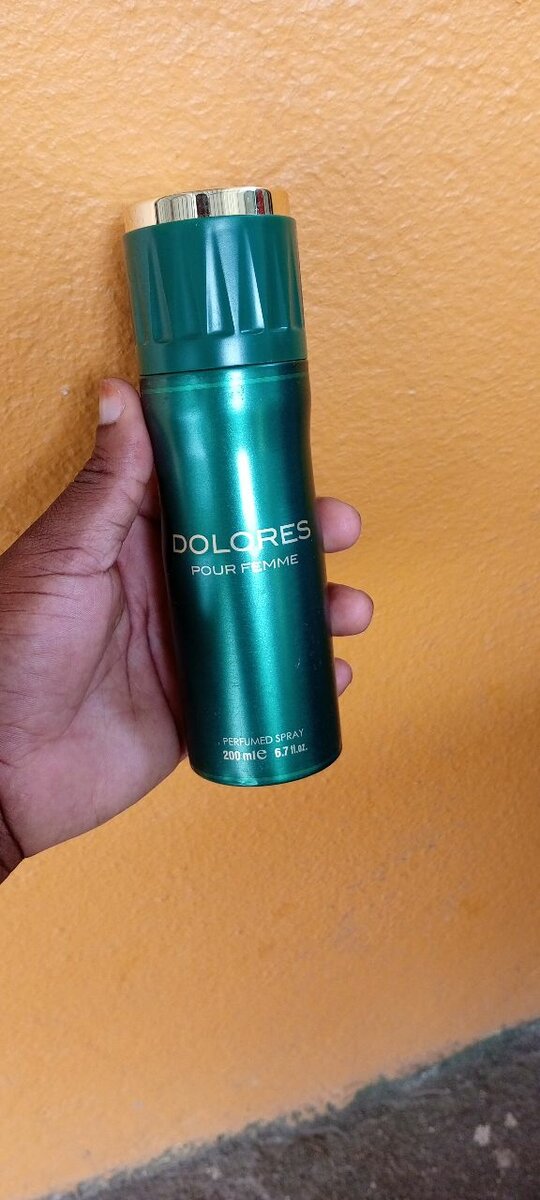 DOLORES
POUR FEMME
PERFUMED SPRAY
200 ml℮ 6.7 fl.oz.